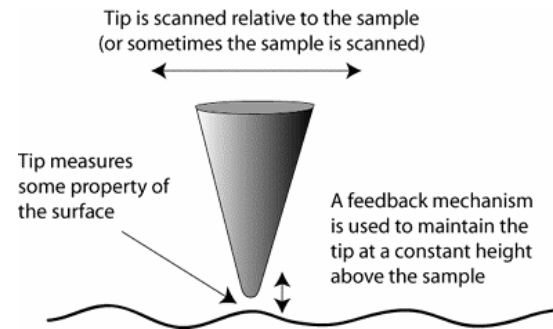 Tip is scanned relative to the sample
(or sometimes the sample is scanned)
Tip measures
some property of
the surface
A feedback mechanism
is used to maintain the
tip at a constant height
above the sample